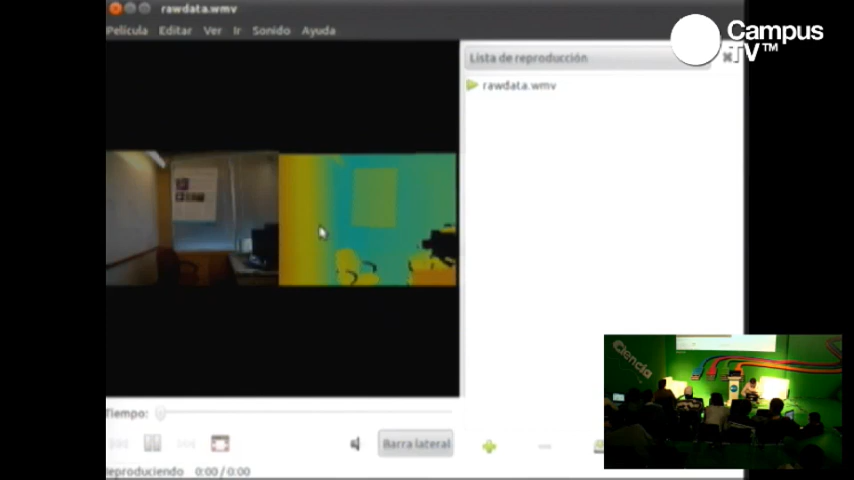 rawdata.wmv
Película Editar Ver Ir Sonido Ayuda
Campus
TV™
Lista de reproducción
rawdata.wmv
Ciencia
Tiempo:
Barra lateral
Reproduciendo 0:00 / 0:00